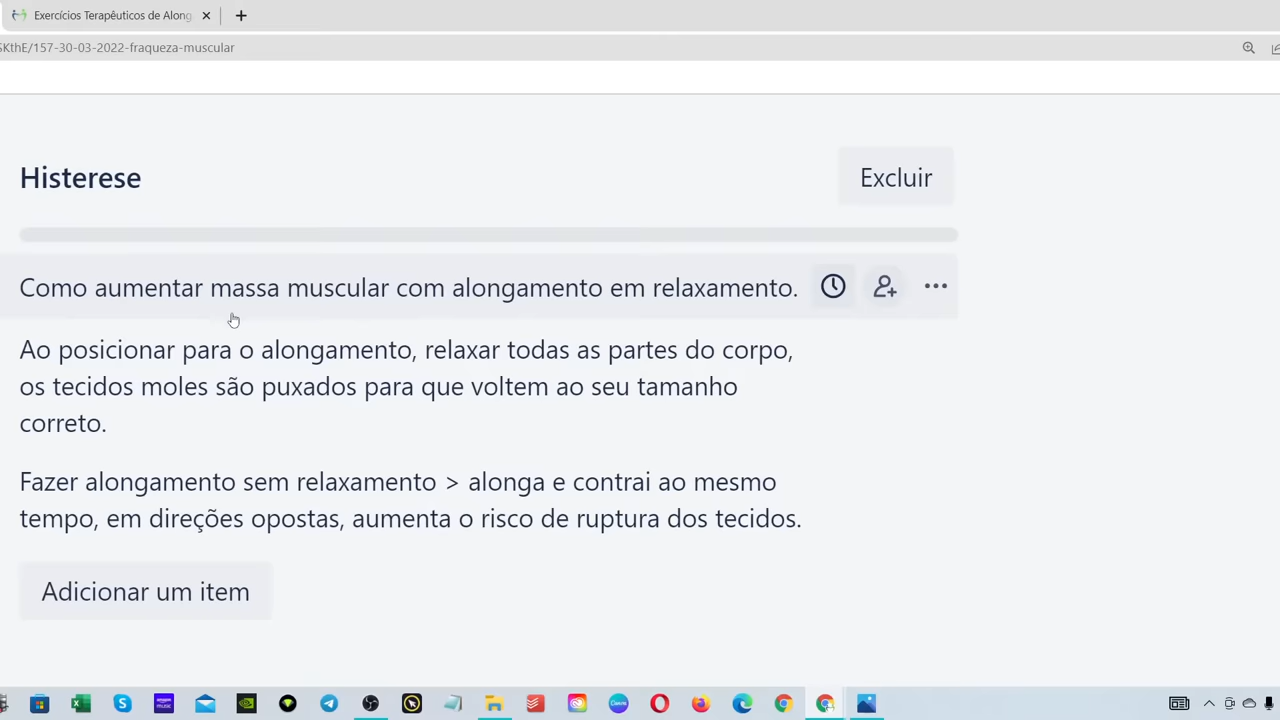 Exercícios Terapêuticos de Along
KthE/157-30-03-2022-fraqueza-muscular
Histerese
Excluir
Como aumentar massa muscular com alongamento em relaxamento.
Ao posicionar para o alongamento, relaxar todas as partes do corpo,
os tecidos moles são puxados para que voltem ao seu tamanho
correto.
Fazer alongamento sem relaxamento > alonga e contrai ao mesmo
tempo, em direções opostas, aumenta o risco de ruptura dos tecidos.
Adicionar um item